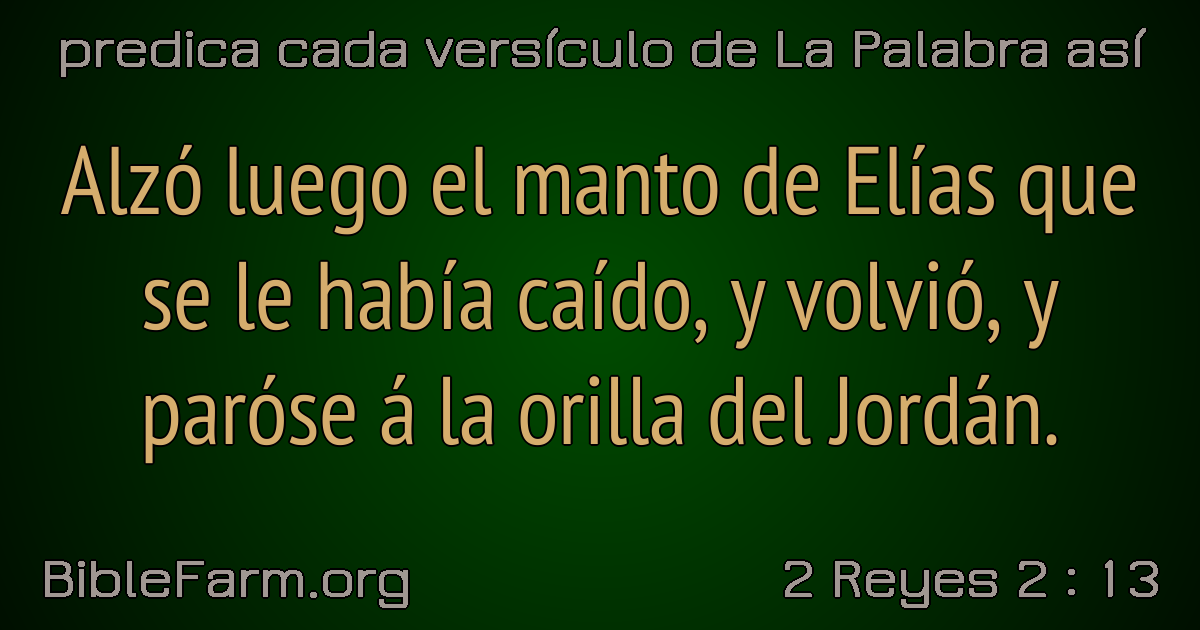 predica cada versículo de La Palabra así
Alzó luego el manto de Elías que
se le había caído, y volvió, y
paróse á la orilla del Jordán.
BibleFarm.org
2 Reyes 2 : 13